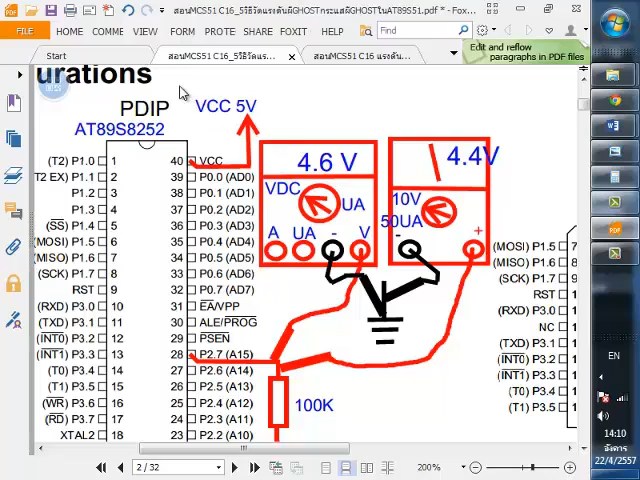 สอนMCS51 C16_รีวิธีวัดแรงดันผีGHOSTกระแสผีGHOSTในAT89S51.pdf * - Fox...
FILE HOME COMME VIEW FORM PROTE SHARE HELP Find
Edit and reflow
paragraphs in PDF files
Start
สอนMCS51 C16_รีวิธีวัดแร...
สอนMCS51 C16 แรงดัน...
urations
PDIP
VCC 5V
AT89S8252
(T2) P1.0 1 40 VCC
T2 EX) P1.1 2 39 P0.0 (AD0)
P1.2 3 38 P0.1 (AD1)
P1.3 4 37 P0.2 (AD2)
(SS) P1.4 5 36 P0.3 (AD3)
(MOSI) P1.5 6 35 P0.4 (AD4)
(MISO) P1.6 7 34 P0.5 (AD5)
(SCK) P1.7 8 33 P0.6 (AD6)
RST 9 32 P0.7 (AD7)
(RXD) P3.0 10 31 EA/VPP
(TXD) P3.1 11 30 ALE/PROG
(INT0) P3.2 12 29 PSEN
(INT1) P3.3 13 28 P2.7 (A15)
(T0) P3.4 14 27 P2.6 (A14)
(T1) P3.5 15 26 P2.5 (A13)
(WR) P3.6 16 25 P2.4 (A12)
(RD) P3.7 17 24 P2.3 (A11)
XTAL2 18 23 P2.2 (A10)
4.6 V
VDC
UA
A UA - V
4.4V
10V
50UA
- +
100K
(MOSI) P1.5 7
(MISO) P1.6 8
(SCK) P1.7 9
RST
(RXD) P3.0
NC
(TXD) P3.1
(INT0) P3.2
(INT1) P3.3
(T0) P3.4
(T1) P3.5
2 / 32
200%
EN
14:10
อังคาร
22/4/2557